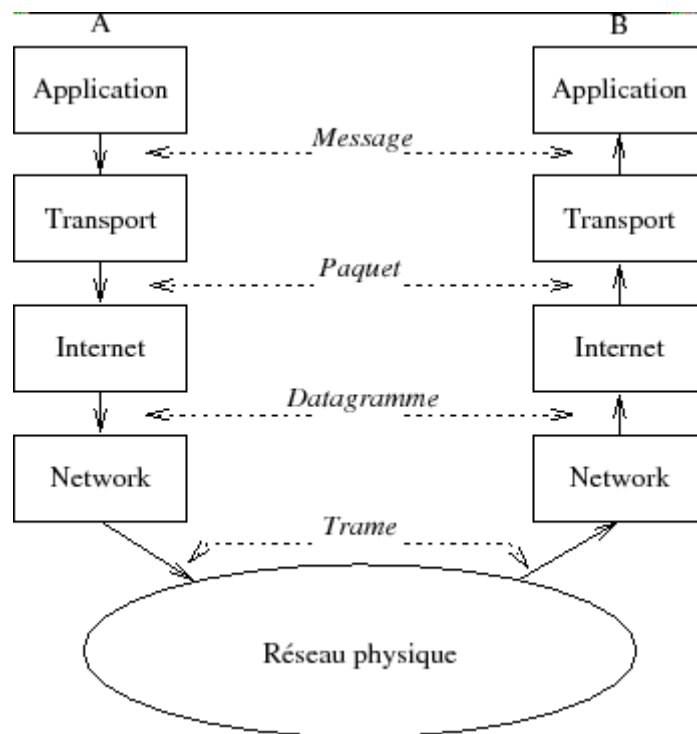 A B
Application Application
Message
Transport Transport
Paquet
Internet Internet
Datagramme
Network Network
Trame
Réseau physique